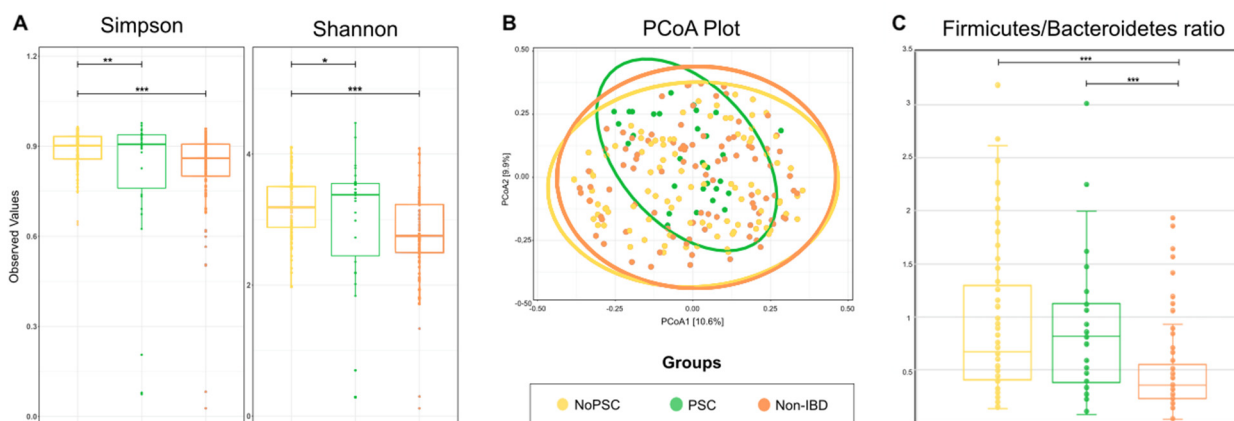 A
Simpson
Shannon
Observed Values
1.2
0.9
0.6
0.3
0.0
**
***
4
2
0
*
***
B
PCoA Plot
PCoA2 [9.9%]
0.50
0.25
0.00
-0.25
-0-50
-0.50
-0.25
0.00
0.25
0.50
PCoA1 [10.6%]
Groups
NoPSC PSC Non-IBD
C
Firmicutes/Bacteroidetes ratio
3.5
3
2.5
2
1.5
1
0.5
***
***